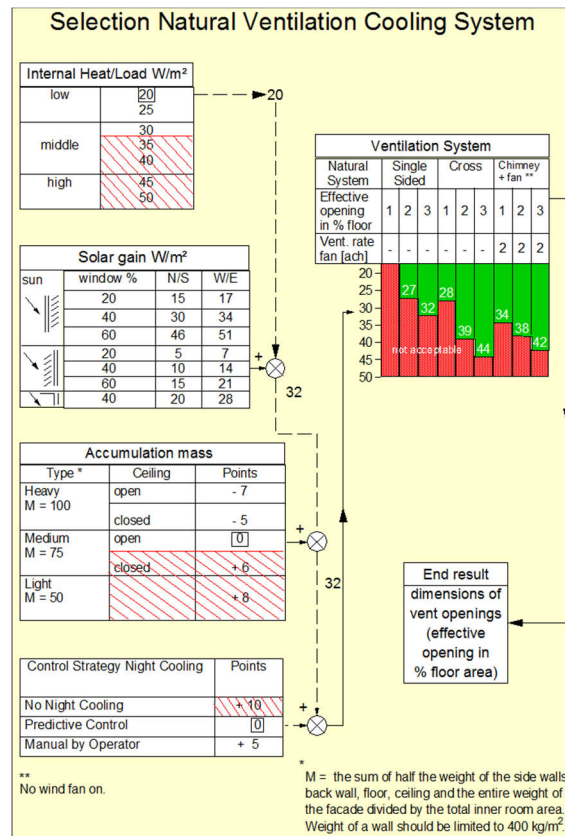 Selection Natural Ventilation Cooling System
Internal Heat/Load W/m²
low 20
25
30
middle 35
40
high 45
50
20
Solar gain W/m²
sun window % N/S W/E
20 15 17
40 30 34
60 46 51
20 5 7
40 10 14
60 15 21
40 20 28
+
32
Accumulation mass
Type * Ceiling Points
Heavy open - 7
M = 100
closed - 5
Medium open 0
M = 75
closed + 6
Light
M = 50 + 8
+
32
Control Strategy Night Cooling Points
No Night Cooling + 10
Predictive Control 0
Manual by Operator + 5
+
**
No wind fan on.
Ventilation System
Natural System Single Sided Cross Chimney + fan **
Effective opening in % floor 1 2 3 1 2 3 1 2 3
Vent. rate fan [ach] - - - - - - 2 2 2
20
25
30
35
40
45
50
27 32 28 39 44 34 38 42
not acceptable
End result
dimensions of
vent openings
(effective
opening in
% floor area)
*
M = the sum of half the weight of the side walls
back wall, floor, ceiling and the entire weight of
the facade divided by the total inner room area.
Weight of a wall should be limited to 400 kg/m².